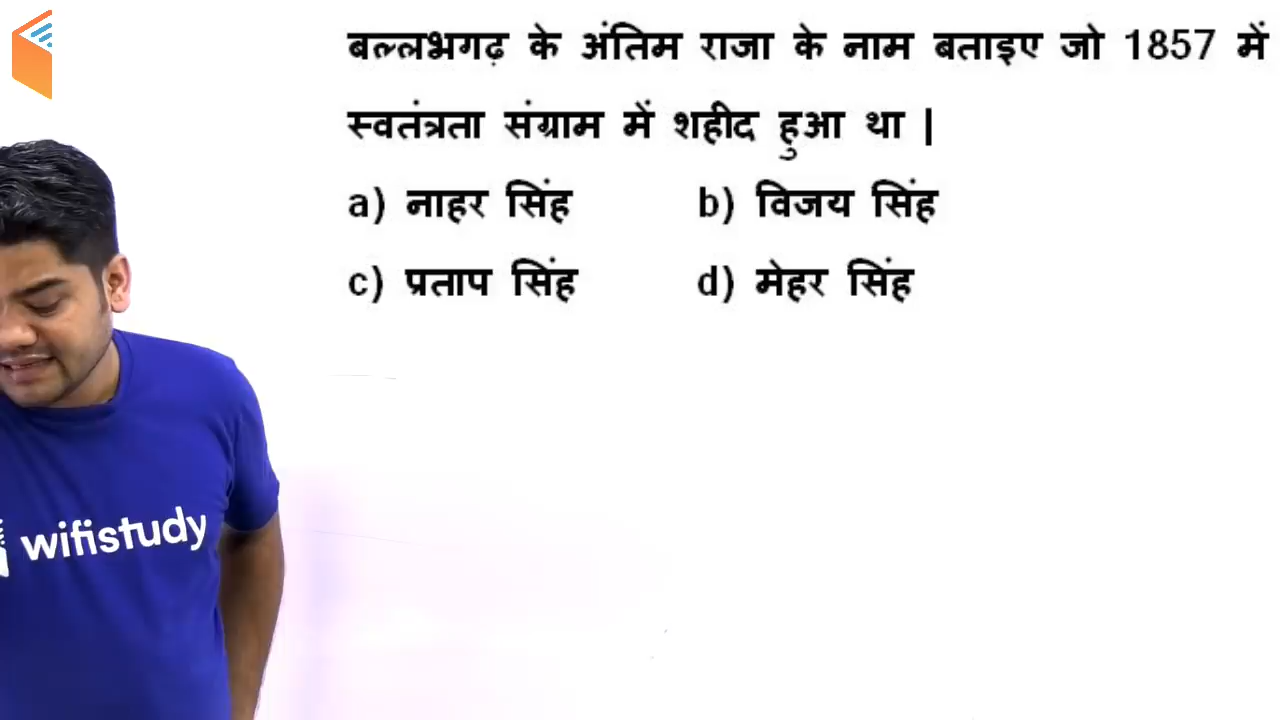 बल्लभगढ़ के अंतिम राजा के नाम बताइए जो 1857 में
स्वतंत्रता संग्राम में शहीद हुआ था |
a) नाहर सिंह b) विजय सिंह
c) प्रताप सिंह d) मेहर सिंह
wifistudy